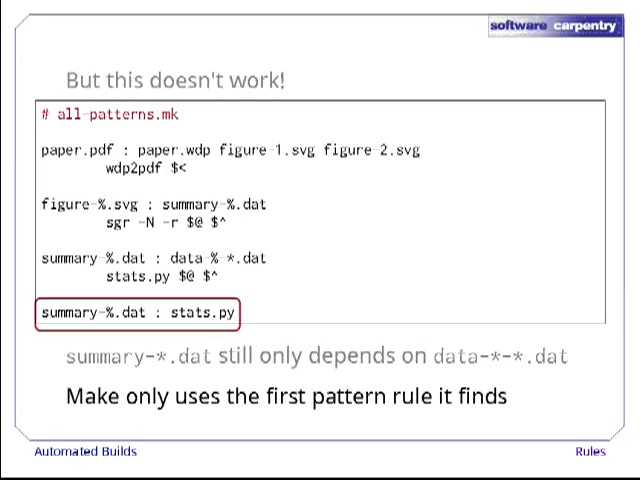 software carpentry
But this doesn't work!
# all-patterns.mk
paper.pdf : paper.wdp figure-1.svg figure-2.svg
wdp2pdf $<
figure-%.svg : summary-%.dat
sgr -N -r $@ $^
summary-%.dat : data-%-*.dat
stats.py $@ $^
summary-%.dat : stats.py
summary-*.dat still only depends on data-*-*.dat
Make only uses the first pattern rule it finds
Automated Builds
Rules